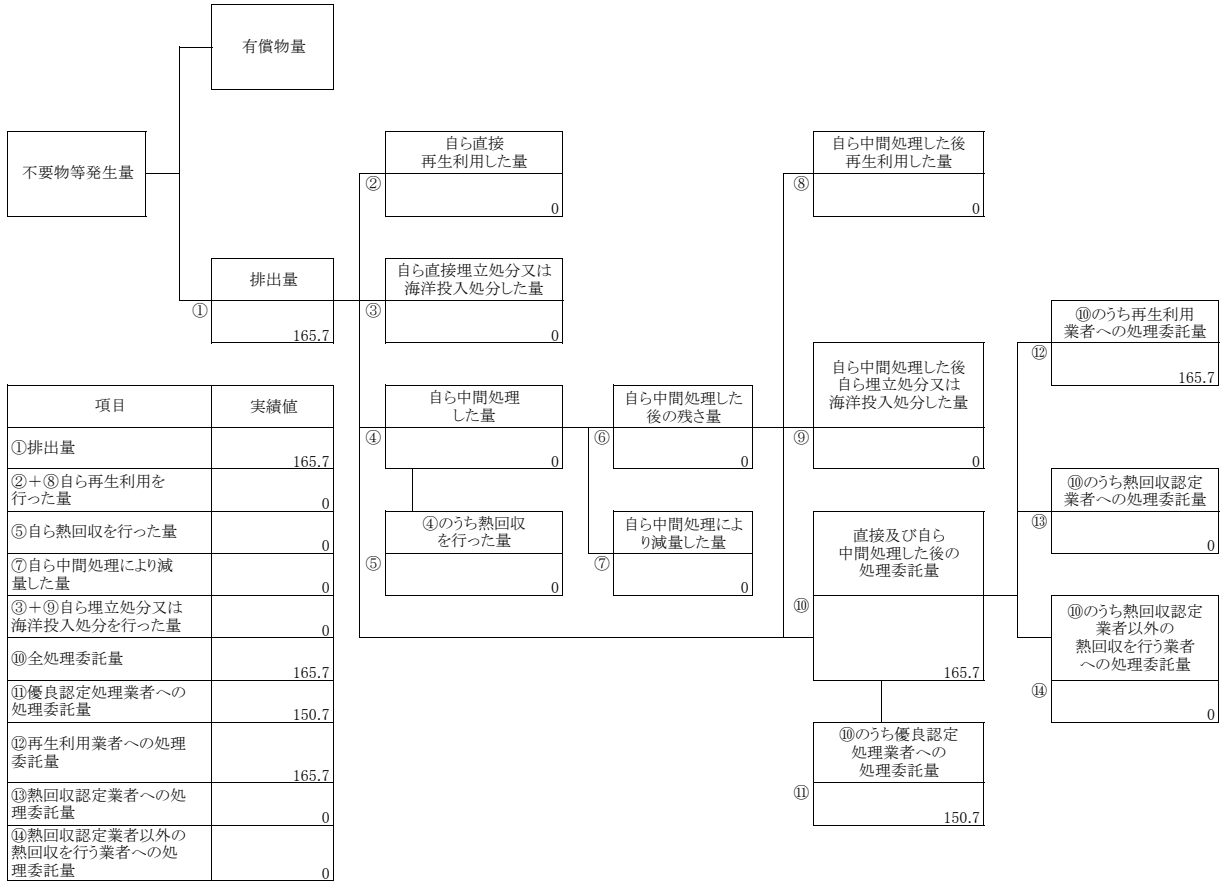 有償物量
不要物等発生量
自ら直接
再生利用した量
②
0
自ら中間処理した後
再生利用した量
⑧
0
排出量
①
165.7
自ら直接埋立処分又は
海洋投入処分した量
③
0
自ら中間処理
した量
④
0
自ら中間処理した
後の残さ量
⑥
0
自ら中間処理した後
自ら埋立処分又は
海洋投入処分した量
⑨
0
⑩のうち再生利用
業者への処理委託量
⑫
165.7
④のうち熱回収
を行った量
⑤
0
自ら中間処理によ
り減量した量
⑦
0
直接及び自ら
中間処理した後の
処理委託量
⑩
165.7
⑩のうち熱回収認定
業者への処理委託量
⑬
0
⑩のうち熱回収認定
業者以外の
熱回収を行う業者
への処理委託量
⑭
0
⑩のうち優良認定
処理業者への
処理委託量
⑪
150.7
項目 実績値
①排出量
165.7
②+⑧自ら再生利用を
行った量
0
⑤自ら熱回収を行った量
0
⑦自ら中間処理により減
量した量
0
③+⑨自ら埋立処分又は
海洋投入処分を行った量
0
⑩全処理委託量
165.7
⑪優良認定処理業者への
処理委託量
150.7
⑫再生利用業者への処理
委託量
165.7
⑬熱回収認定業者への処
理委託量
0
⑭熱回収認定業者以外の
熱回収を行う業者への処
理委託量
0